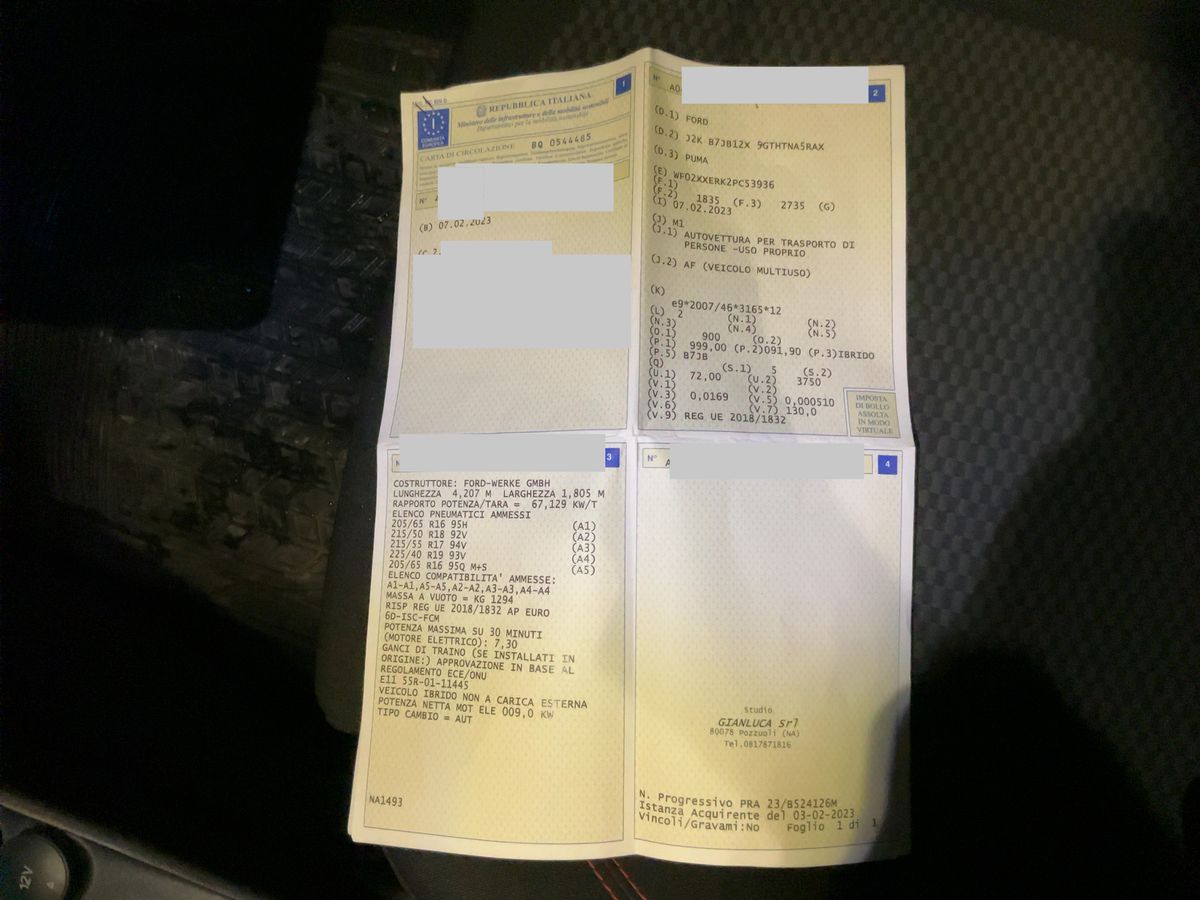 1
REPUBBLICA ITALIANA
Ministero delle infrastrutture e della mobilità sostenibili
Dipartimento per la mobilità sostenibile
COMUNITÀ EUROPEA
CARTA DI CIRCOLAZIONE BQ 0544485
N°
(B) 07.02.2023
(C 2.
N° A0
2
(D.1) FORD
(D.2) J2K B7JB12X 9GTHTNA5RAX
(D.3) PUMA
(E) WF02XXERK2PC53936
(F.1)
(F.2) 1835 (F.3) 2735 (G)
(I) 07.02.2023
(J) M1
(J.1) AUTOVETTURA PER TRASPORTO DI
PERSONE -USO PROPRIO
(J.2) AF (VEICOLO MULTIUSO)
(K)
e9*2007/46*3165*12
(L) 2 (N.1) (N.2)
(N.3) (N.4) (N.5)
(O.1) 900 (O.2)
(P.1) 999,00 (P.2)091,90 (P.3)IBRIDO
(P.5) B7JB
(Q) (S.1) 5 (S.2)
(U.1) 72,00 (U.2) 3750
(V.1) (V.2)
(V.3) 0,0169 (V.5) 0,000510
(V.6) (V.7) 130,0
(V.9) REG UE 2018/1832
IMPOSTA
DI BOLLO
ASSOLTA
IN MODO
VIRTUALE
3
COSTRUTTORE: FORD-WERKE GMBH
LUNGHEZZA 4,207 M LARGHEZZA 1,805 M
RAPPORTO POTENZA/TARA = 67,129 KW/T
ELENCO PNEUMATICI AMMESSI
205/65 R16 95H (A1)
215/50 R18 92V (A2)
215/55 R17 94V (A3)
225/40 R19 93V (A4)
205/65 R16 95Q M+S (A5)
ELENCO COMPATIBILITA' AMMESSE:
A1-A1,A5-A5,A2-A2,A3-A3,A4-A4
MASSA A VUOTO = KG 1294
RISP REG UE 2018/1832 AP EURO
6D-ISC-FCM
POTENZA MASSIMA SU 30 MINUTI
(MOTORE ELETTRICO): 7,30
GANCI DI TRAINO (SE INSTALLATI IN
ORIGINE:) APPROVAZIONE IN BASE AL
REGOLAMENTO ECE/ONU
E11 55R-01-11445
VEICOLO IBRIDO NON A CARICA ESTERNA
POTENZA NETTA MOT ELE 009,0 KW
TIPO CAMBIO = AUT
NA1493
N° A
4
Studio
GIANLUCA Srl
80078 Pozzuoli (NA)
Tel.0817871816
N. Progressivo PRA 23/B524126M
Istanza Acquirente del 03-02-2023
Vincoli/Gravami:No Foglio 1 di 1
12V